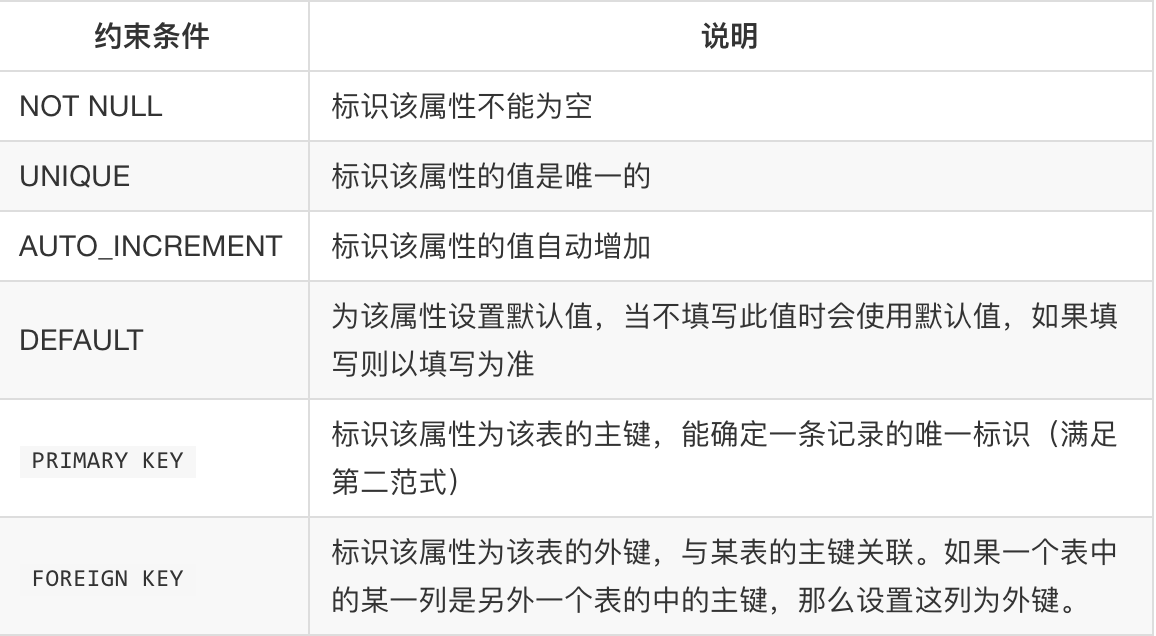 约束条件 说明
NOT NULL 标识该属性不能为空
UNIQUE 标识该属性的值是唯一的
AUTO_INCREMENT 标识该属性的值自动增加
DEFAULT 为该属性设置默认值，当不填写此值时会使用默认值，如果填
写则以填写为准
PRIMARY KEY 标识该属性为该表的主键，能确定一条记录的唯一标识（满足
第二范式）
FOREIGN KEY 标识该属性为该表的外键，与某表的主键关联。如果一个表中
的某一列是另外一个表的中的主键，那么设置这列为外键。